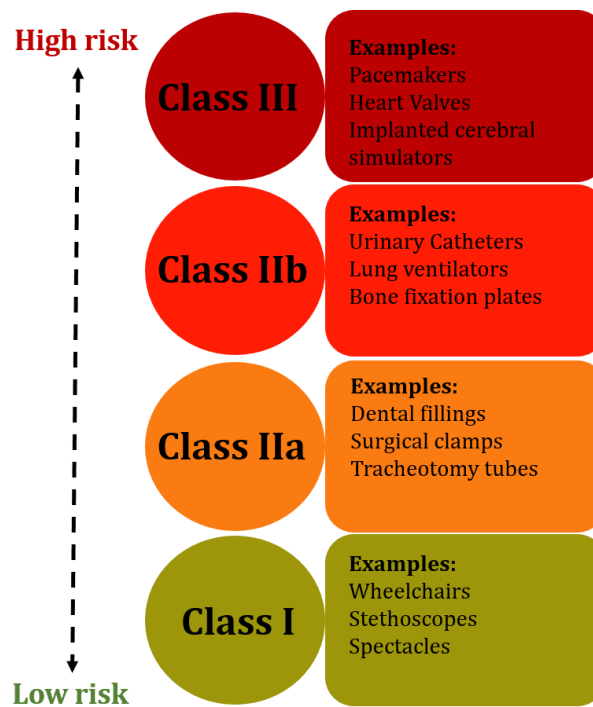 High risk
Class III
Examples:
Pacemakers
Heart Valves
Implanted cerebral
simulators
Class IIb
Examples:
Urinary Catheters
Lung ventilators
Bone fixation plates
Class IIa
Examples:
Dental fillings
Surgical clamps
Tracheotomy tubes
Class I
Examples:
Wheelchairs
Stethoscopes
Spectacles
Low risk